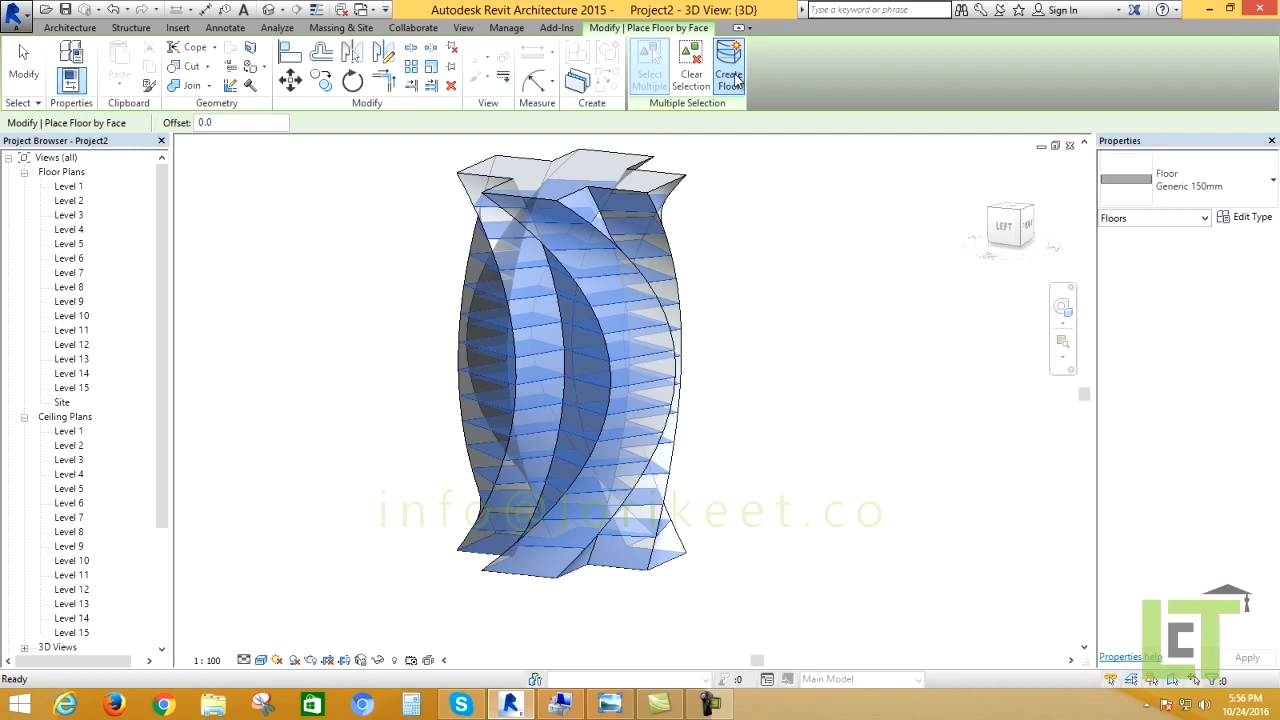 Autodesk Revit Architecture 2015 - Project2 - 3D View: {3D}
Type a keyword or phrase
Sign In
Architecture Structure Insert Annotate Analyze Massing & Site Collaborate View Manage Add-Ins Modify | Place Floor by Face
Modify
Paste
Cope
Cut
Join
Select Multiple
Clear Selection
Create Floor
Select Properties Clipboard Geometry Modify View Measure Create Multiple Selection
Modify | Place Floor by Face
Offset: 0.0
Project Browser - Project2
Views (all)
Floor Plans
Level 1
Level 2
Level 3
Level 4
Level 5
Level 6
Level 7
Level 8
Level 9
Level 10
Level 11
Level 12
Level 13
Level 14
Level 15
Site
Ceiling Plans
Level 1
Level 2
Level 3
Level 4
Level 5
Level 6
Level 7
Level 8
Level 9
Level 10
Level 11
Level 12
Level 13
Level 14
Level 15
3D Views
LEFT
info@lorikeet.co
Properties
Floor
Generic 150mm
Floors
Edit Type
Properties help
Apply
LCT
1 : 100
Ready
:0
Main Model
:0
5:56 PM
10/24/2016